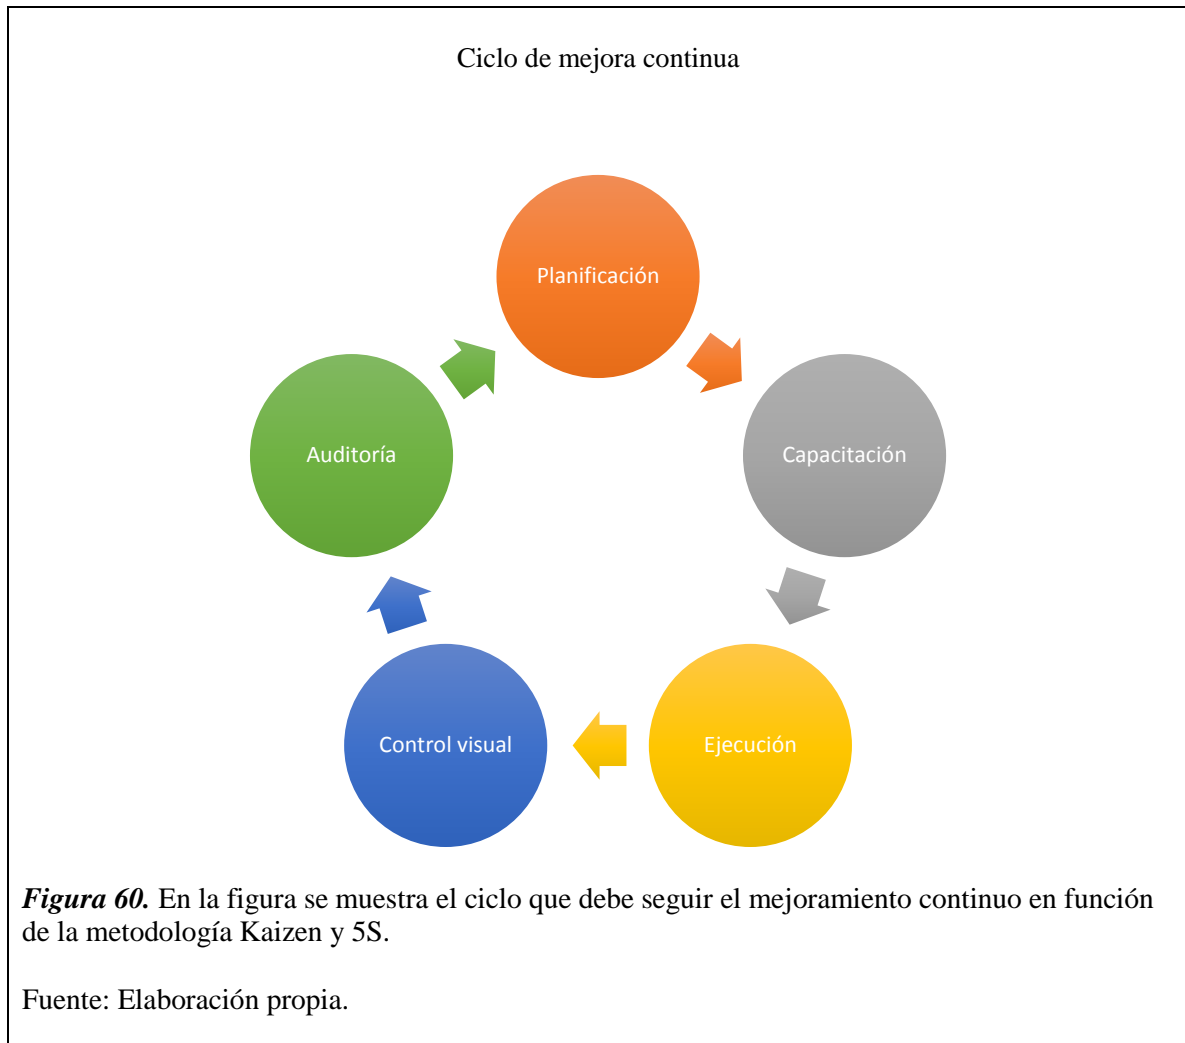 Ciclo de mejora continua
Planificación
Capacitación
Ejecución
Control visual
Auditoría
Figura 60. En la figura se muestra el ciclo que debe seguir el mejoramiento continuo en función
de la metodología Kaizen y 5S.
Fuente: Elaboración propia.